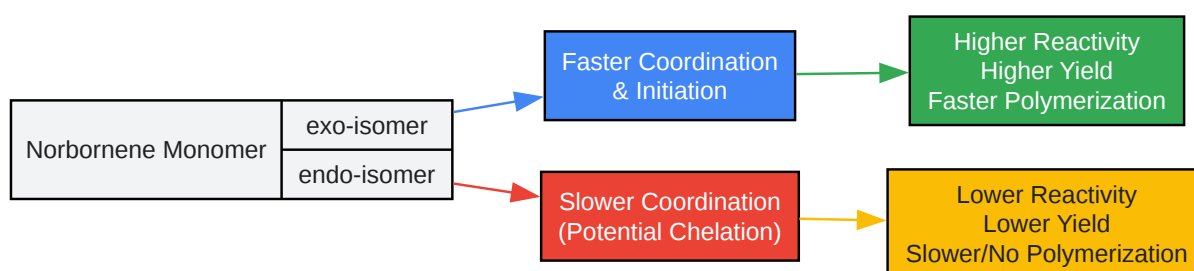 Norbornene Monomer
exo-isomer
endo-isomer
Faster Coordination
& Initiation
Higher Reactivity
Higher Yield
Faster Polymerization
Slower Coordination
(Potential Chelation)
Lower Reactivity
Lower Yield
Slower/No Polymerization